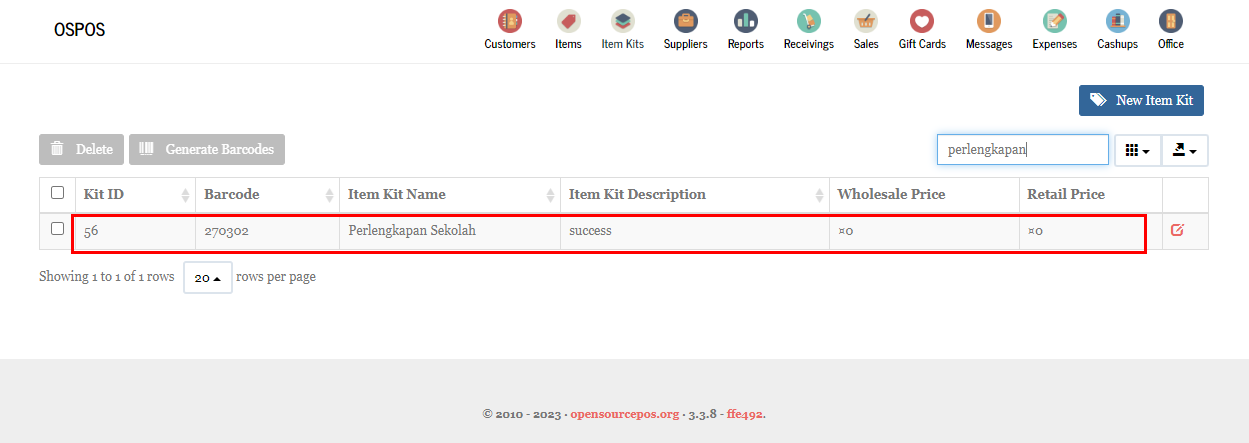 OSPOS
Customers Items Item Kits Suppliers Reports Receivings Sales Gift Cards Messages Expenses Cashups Office
New Item Kit
Delete Generate Barcodes perlengkapan
Kit ID Barcode Item Kit Name Item Kit Description Wholesale Price Retail Price
56 270302 Perlengkapan Sekolah success ¤0 ¤0
Showing 1 to 1 of 1 rows 20 rows per page
© 2010 - 2023 · opensourcepos.org · 3.3.8 - ffe492.